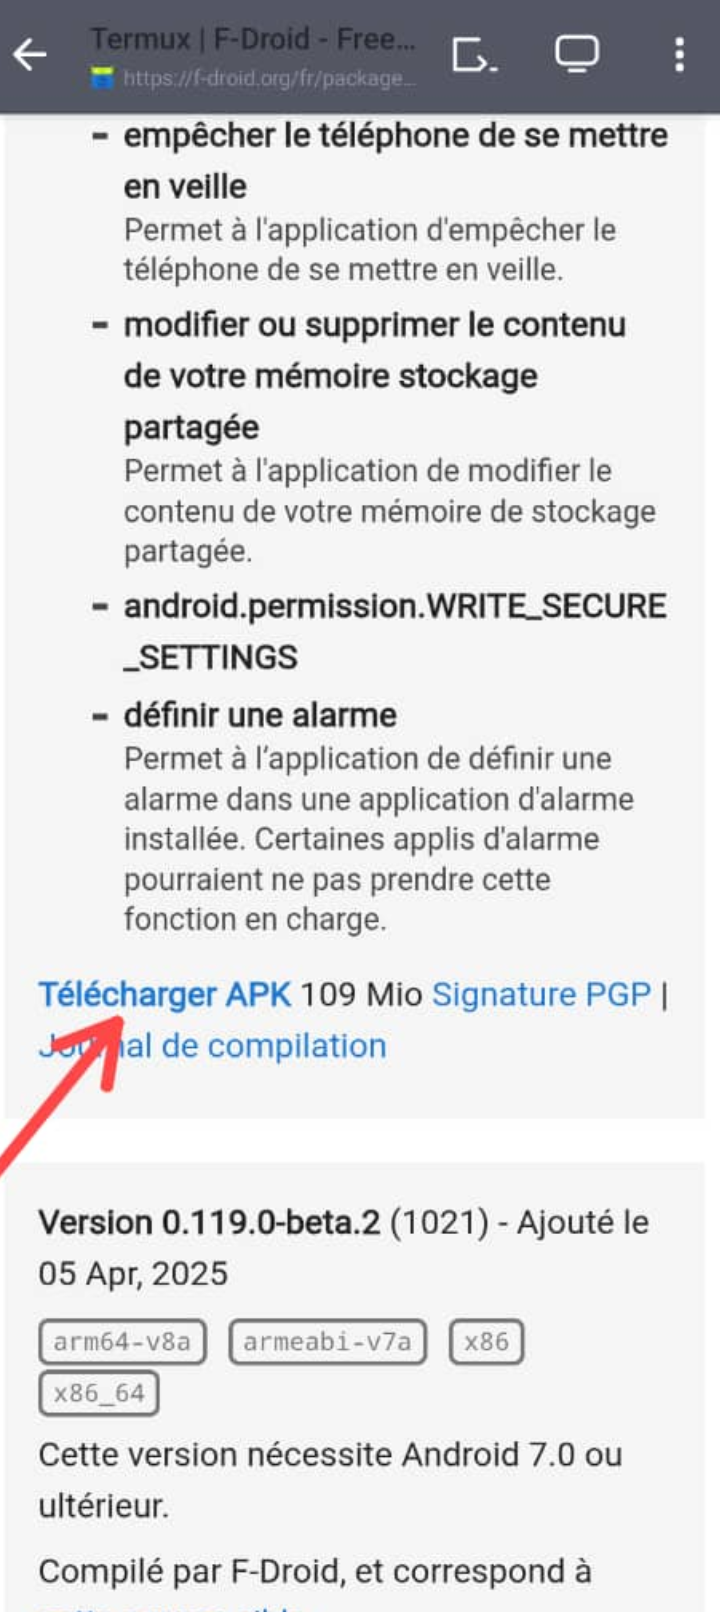 Termux | F-Droid - Free...
https://f-droid.org/fr/package...
- empêcher le téléphone de se mettre
en veille
Permet à l'application d'empêcher le
téléphone de se mettre en veille.
- modifier ou supprimer le contenu
de votre mémoire stockage
partagée
Permet à l'application de modifier le
contenu de votre mémoire de stockage
partagée.
- android.permission.WRITE_SECURE
_SETTINGS
- définir une alarme
Permet à l’application de définir une
alarme dans une application d'alarme
installée. Certaines applis d'alarme
pourraient ne pas prendre cette
fonction en charge.
Télécharger APK 109 Mio Signature PGP |
Journal de compilation
Version 0.119.0-beta.2 (1021) - Ajouté le
05 Apr, 2025
arm64-v8a armeabi-v7a x86
x86_64
Cette version nécessite Android 7.0 ou
ultérieur.
Compilé par F-Droid, et correspond à